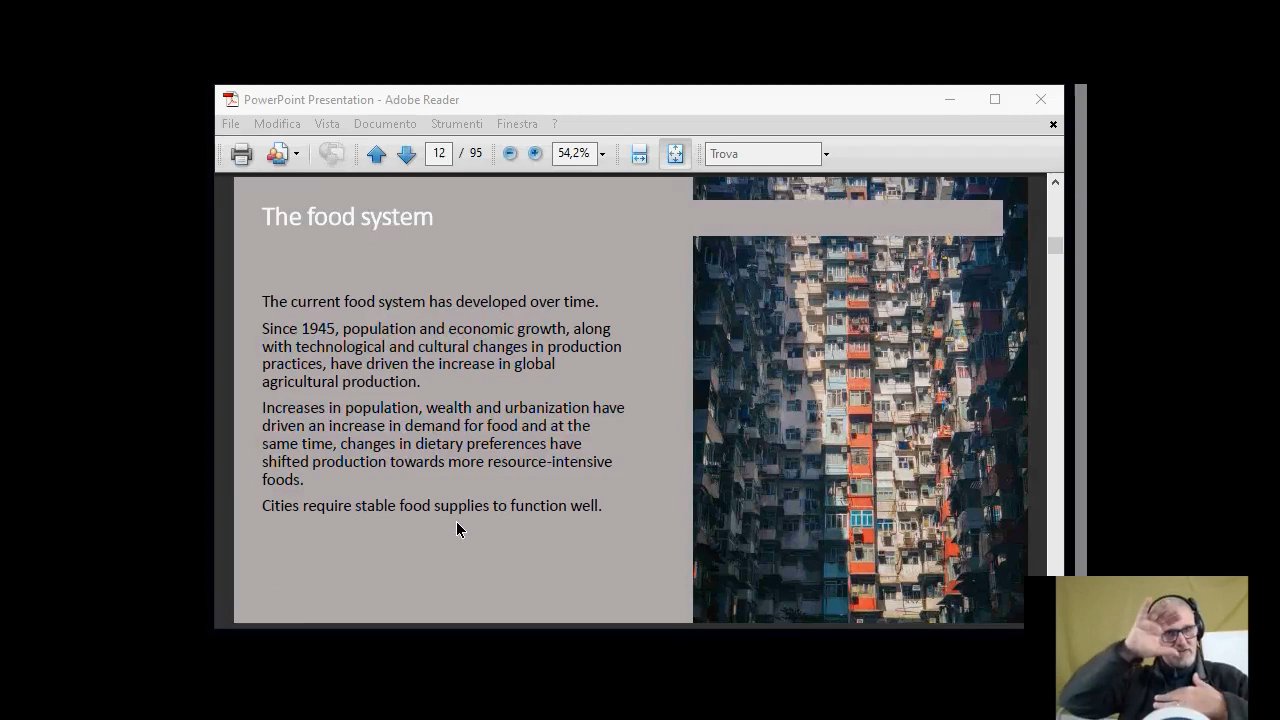 PowerPoint Presentation - Adobe Reader
File Modifica Vista Documento Strumenti Finestra ?
12 / 95 54,2% Trova
The food system
The current food system has developed over time.
Since 1945, population and economic growth, along
with technological and cultural changes in production
practices, have driven the increase in global
agricultural production.
Increases in population, wealth and urbanization have
driven an increase in demand for food and at the
same time, changes in dietary preferences have
shifted production towards more resource-intensive
foods.
Cities require stable food supplies to function well.